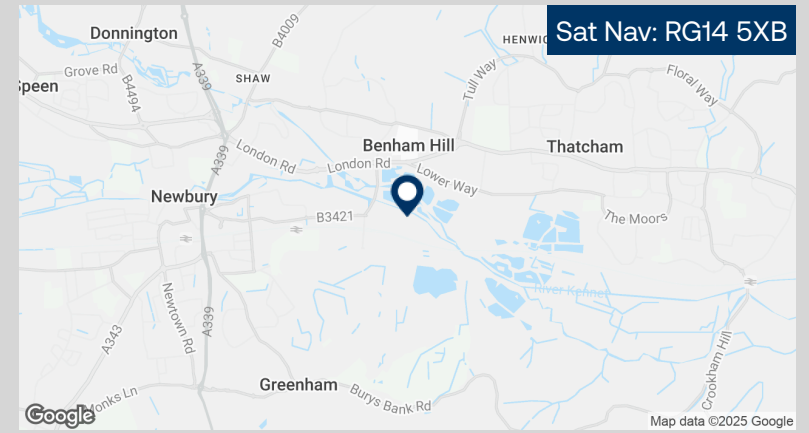 Sat Nav: RG14 5XB
Donnington
B4009
HENWIC
A339
Grove Rd
SHAW
Tull Way
Floral Way
Speen
B4494
Benham Hill
Thatcham
A339
London Rd
London Rd
Lower Way
Newbury
B3421
The Moors
River Kennet
Newtown Rd
A339
A343
Crookham Hill
Greenham
Monks Ln
Burys Bank Rd
Google
Map data ©2025 Google